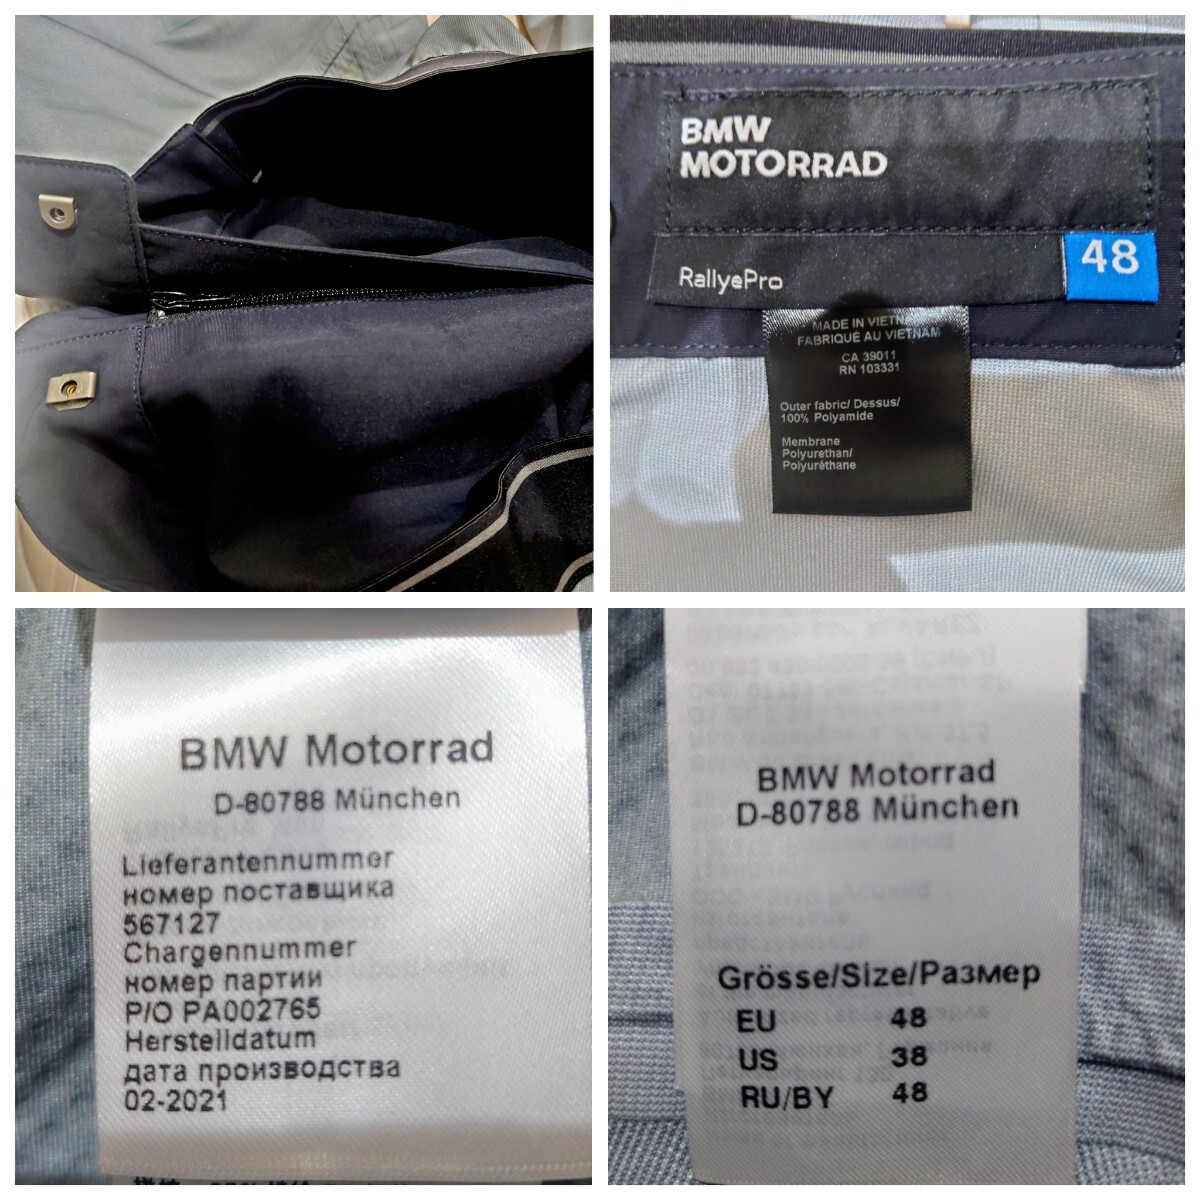 BMW
MOTORRAD
RallyePro
48
MADE IN VIETNAM
FABRIQUÉ AU VIETNAM
CA 39011
RN 103331
Outer fabric/ Dessus/
100% Polyamide
Membrane
Polyurethan/
Polyuréthane
BMW Motorrad
D-80788 München
Lieferantennummer
номер поставщика
567127
Chargennummer
номер партии
P/O PA002765
Herstelldatum
дата производства
02-2021
BMW Motorrad
D-80788 München
Grösse/Size/Размер
EU 48
US 38
RU/BY 48